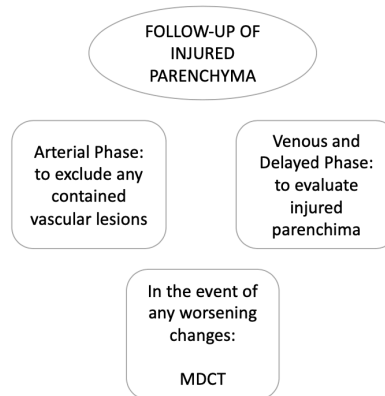 FOLLOW-UP OF
INJURED
PARENCHYMA
Arterial Phase:
to exclude any
contained
vascular lesions
Venous and
Delayed Phase:
to evaluate
injured
parenchima
In the event of
any worsening
changes:
MDCT